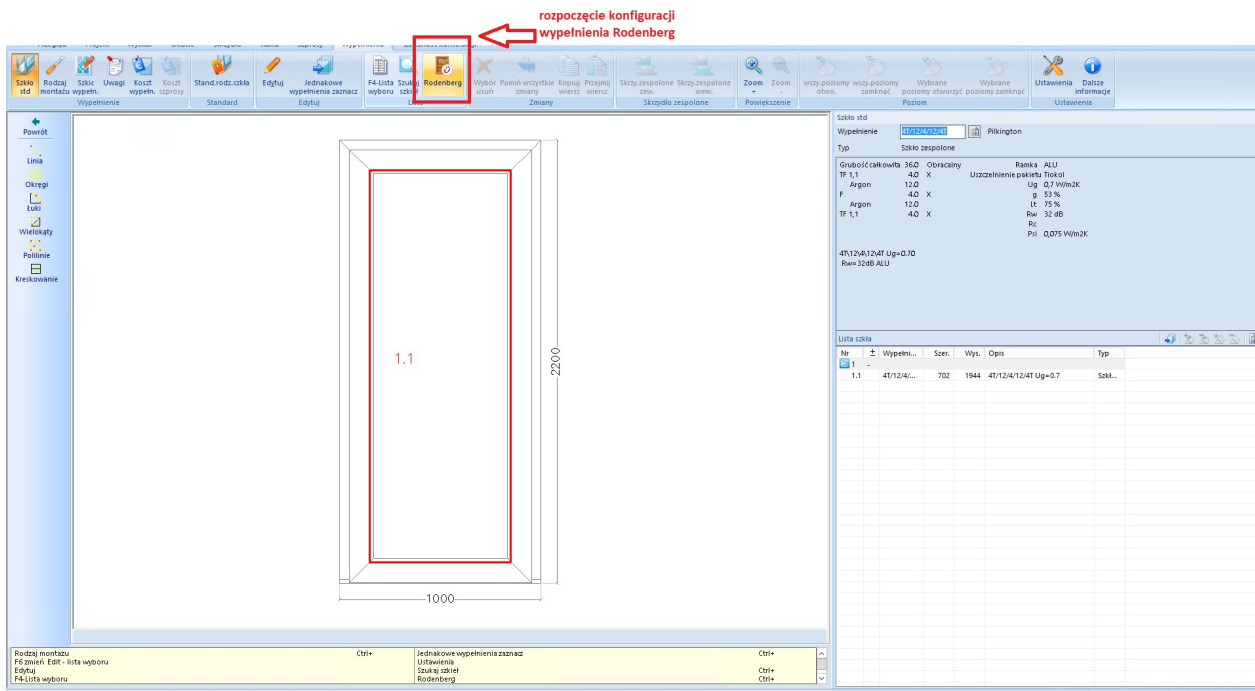 rozpoczęcie konfiguracji
wypełnienia Rodenberg
Szkło std
Rodzaj montażu
Szkic wypełn.
Uwagi
Koszt wypełn.
Koszt szprosy
Wypełnienie
Stand.rodz.szkła
Standard
Edytuj
Jednakowe wypełnienia zaznacz
Edytuj
F4-Lista wyboru
Szukaj szkieł
Rodenberg
Wybór usuń
Pomiń wszystkie zmiany
Kopiuj wiersz
Przejmij wiersz
Zmiany
Skrzy.zespolone zew.
Skrzy.zespolone wew.
Skrzydło zespolone
Zoom +
Zoom -
Powiększenie
wszy.poziomy otwo.
wszy.poziomy zamknąć
Wybrane poziomy otworzyć
Wybrane poziomy zamknąć
Poziom
Ustawienia
Dalsze informacje
Ustawienia
Powrót
Linia
Okręgi
Łuki
Wielokąty
Polilinie
Kreskowanie
1.1
2200
1000
Szkło std
Wypełnienie 4T/12/4/12/4T Pilkington
Typ Szkło zespolone
Grubość całkowita 36.0 Obracalny Ramka ALU
TF 1,1 4.0 X Uszczelnienie pakietu Tiokol
Argon 12.0 Ug 0,7 W/m2K
F 4.0 X g 53 %
Argon 12.0 Lt 75 %
TF 1,1 4.0 X Rw 32 dB
Rc
Psi 0,075 W/m2K
4T\12\4\12\4T Ug=0.70
Rw=32dB ALU
Lista szkła
Nr ± Wypełni... Szer. Wys. Opis Typ
1 -
1.1 4T/12/4/... 702 1944 4T/12/4/12/4T Ug=0.7 Szkł...
Rodzaj montażu Ctrl+
F6 zmień Edit - lista wyboru
Edytuj
F4-Lista wyboru
Jednakowe wypełnienia zaznacz Ctrl+
Ustawienia
Szukaj szkieł Ctrl+
Rodenberg Ctrl+